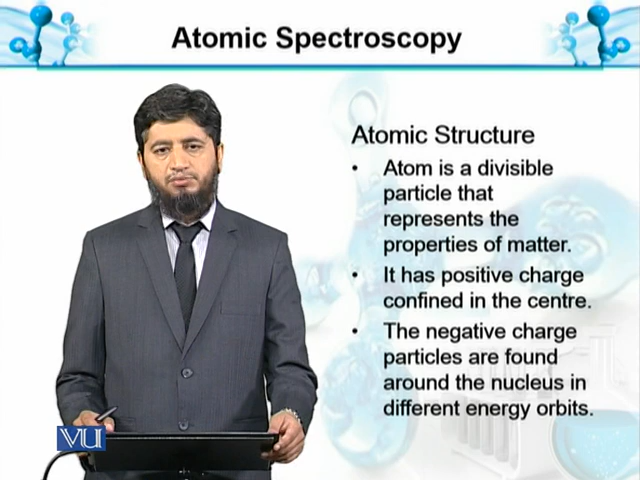 Atomic Spectroscopy
Atomic Structure
• Atom is a divisible
particle that
represents the
properties of matter.
• It has positive charge
confined in the centre.
• The negative charge
particles are found
around the nucleus in
different energy orbits.
VU